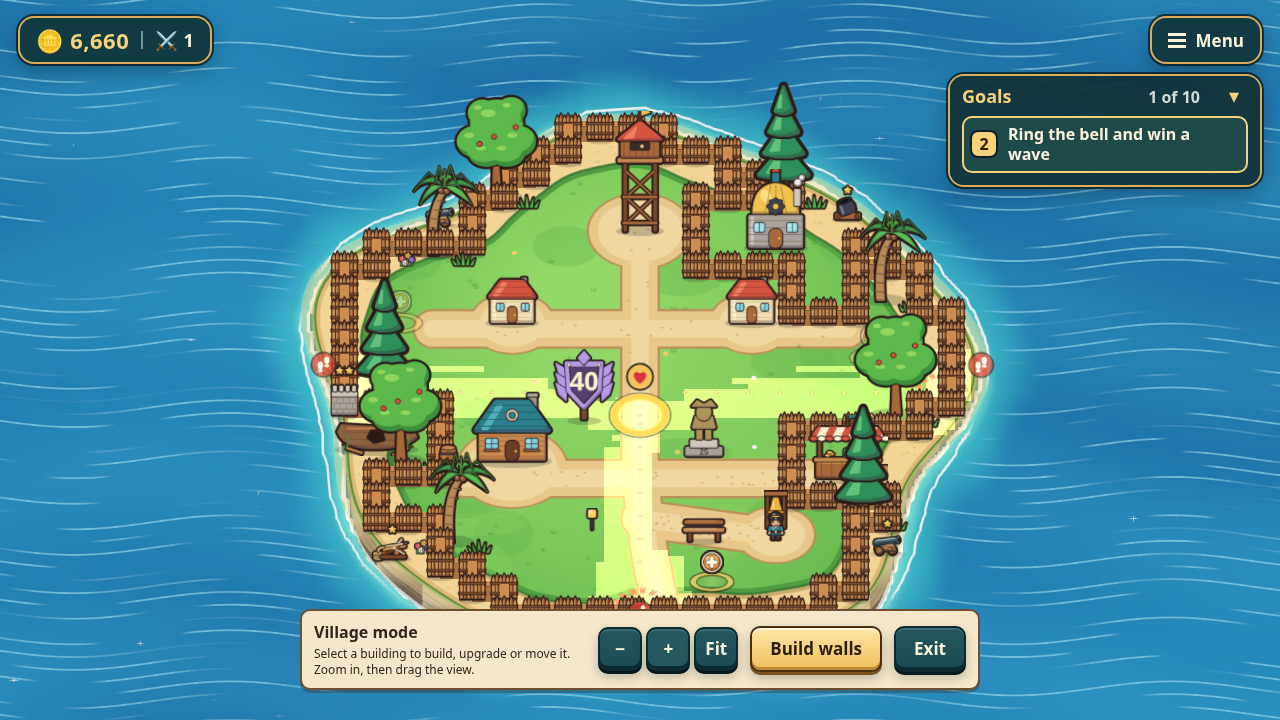 6,660
1
Menu
Goals
1 of 10
2
Ring the bell and win a
wave
40
25
Village mode
Select a building to build, upgrade or move it.
Zoom in, then drag the view.
−
+
Fit
Build walls
Exit